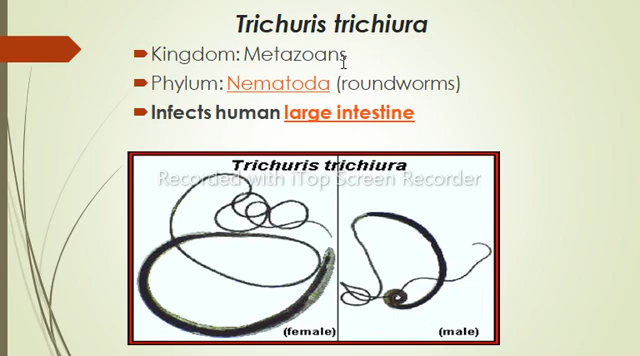 Trichuris trichiura
Kingdom: Metazoans
Phylum: Nematoda (roundworms)
Infects human large intestine
Trichuris trichiura
Recorded with iTop Screen Recorder
(female)
(male)